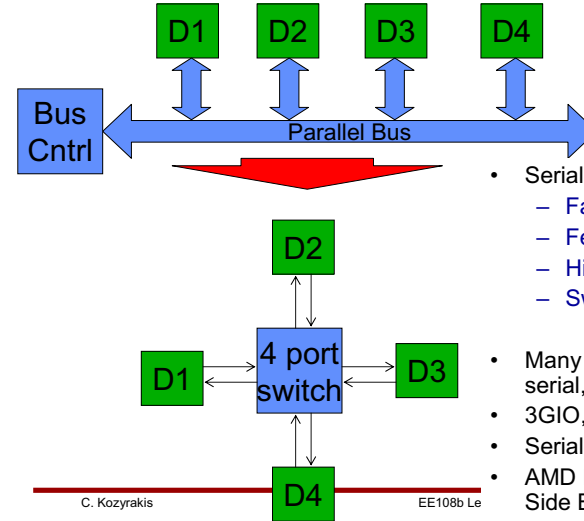 D1 D2 D3 D4
Bus
Cntrl
Parallel Bus
• Serial
–
–
–
–
D2
D1
4 port
switch
D3
D4
• Many
serial,
• 3GIO,
• Serial
• AMD
Side
C. Kozyrakis
EE108b